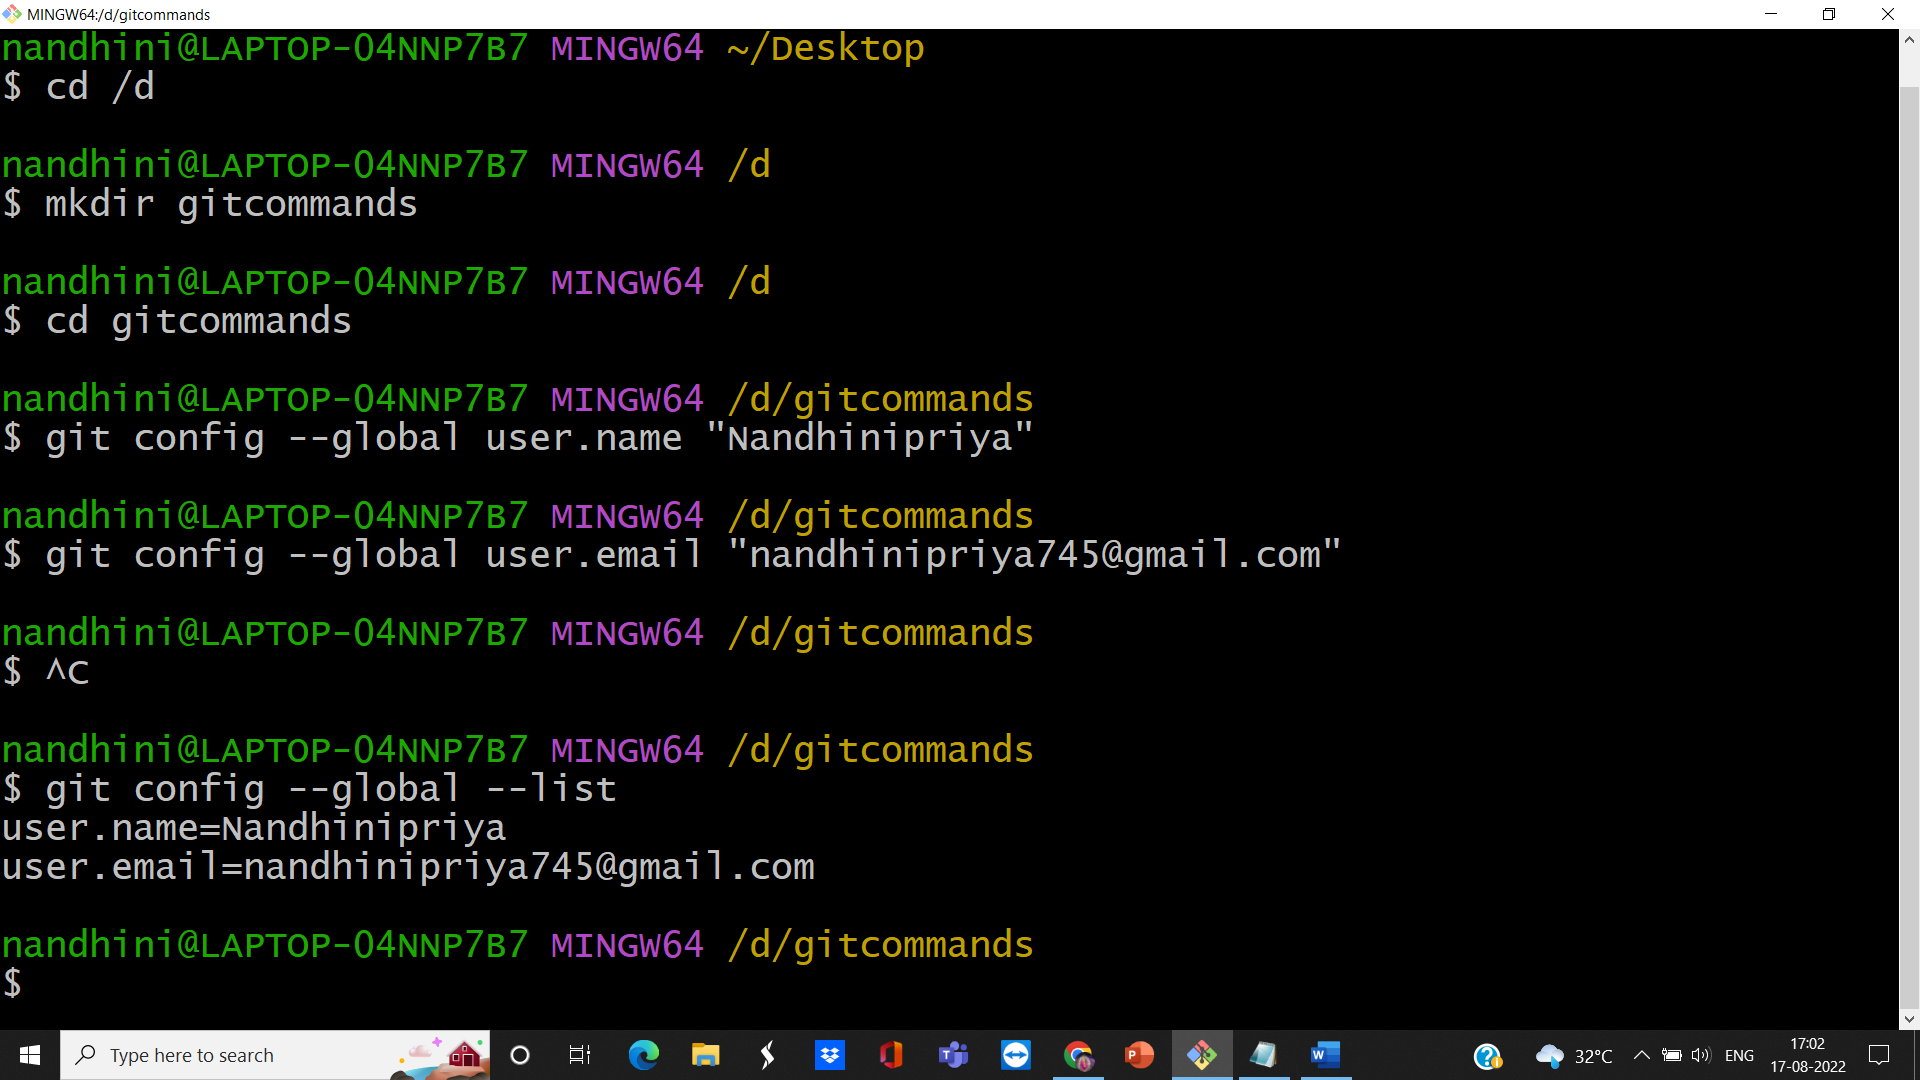 MINGW64:/d/gitcommands
nandhini@LAPTOP-04NNP7B7 MINGW64 ~/Desktop
$ cd /d
nandhini@LAPTOP-04NNP7B7 MINGW64 /d
$ mkdir gitcommands
nandhini@LAPTOP-04NNP7B7 MINGW64 /d
$ cd gitcommands
nandhini@LAPTOP-04NNP7B7 MINGW64 /d/gitcommands
$ git config --global user.name "Nandhinipriya"
nandhini@LAPTOP-04NNP7B7 MINGW64 /d/gitcommands
$ git config --global user.email "nandhinipriya745@gmail.com"
nandhini@LAPTOP-04NNP7B7 MINGW64 /d/gitcommands
$ ^C
nandhini@LAPTOP-04NNP7B7 MINGW64 /d/gitcommands
$ git config --global --list
user.name=Nandhinipriya
user.email=nandhinipriya745@gmail.com
nandhini@LAPTOP-04NNP7B7 MINGW64 /d/gitcommands
$
Type here to search
32°C
ENG
17:02
17-08-2022